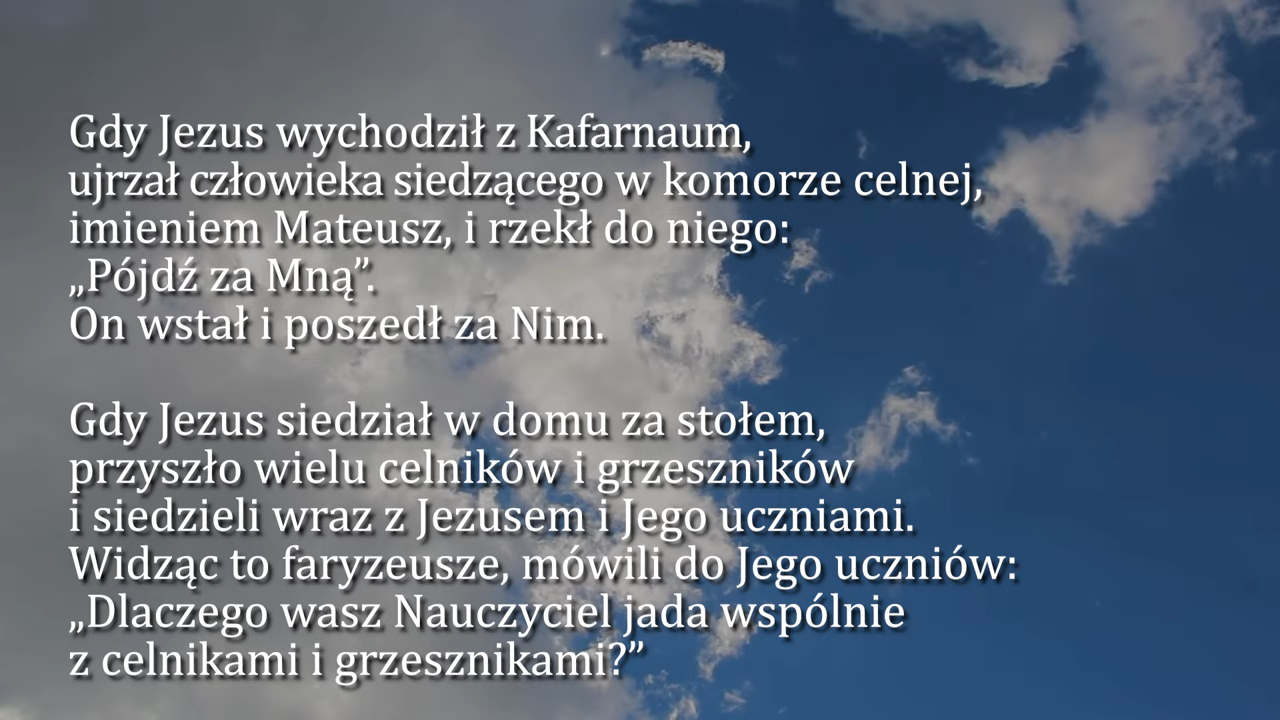 Gdy Jezus wychodził z Kafarnaum,
ujrzał człowieka siedzącego w komorze celnej,
imieniem Mateusz, i rzekł do niego:
„Pójdź za Mną”.
On wstał i poszedł za Nim.
Gdy Jezus siedział w domu za stołem,
przyszło wielu celników i grzeszników
i siedzieli wraz z Jezusem i Jego uczniami.
Widząc to faryzeusze, mówili do Jego uczniów:
„Dlaczego wasz Nauczyciel jada wspólnie
z celnikami i grzesznikami?”